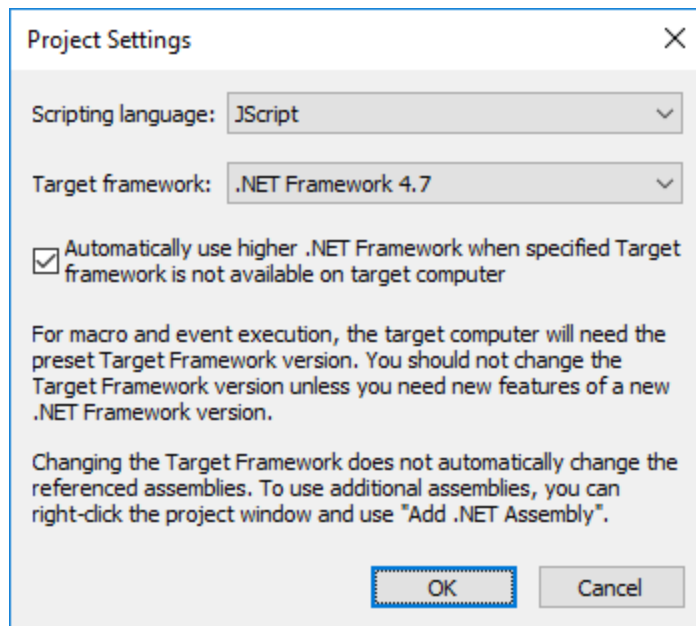 Project Settings
Scripting language: JScript
Target framework: .NET Framework 4.7
Automatically use higher .NET Framework when specified Target
framework is not available on target computer
For macro and event execution, the target computer will need the
preset Target Framework version. You should not change the
Target Framework version unless you need new features of a new
.NET Framework version.
Changing the Target Framework does not automatically change the
referenced assemblies. To use additional assemblies, you can
right-click the project window and use "Add .NET Assembly".
OK Cancel